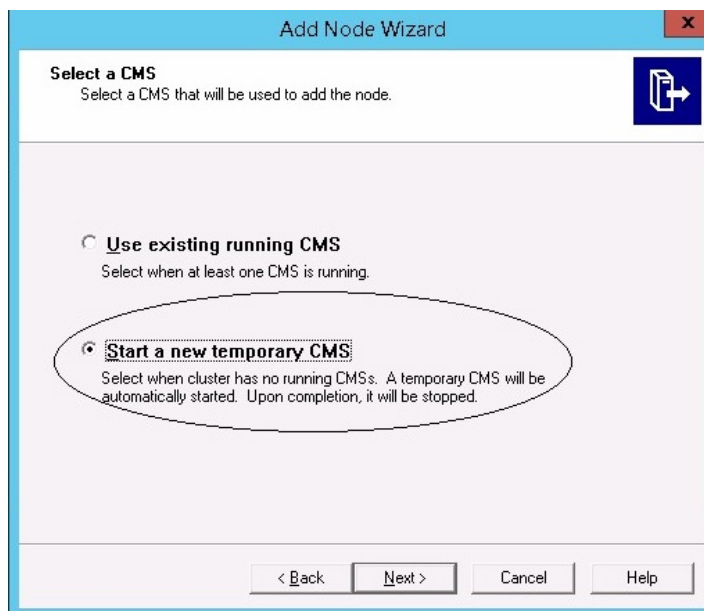 Add Node Wizard
x
Select a CMS
Select a CMS that will be used to add the node.
Use existing running CMS
Select when at least one CMS is running.
Start a new temporary CMS
Select when cluster has no running CMSs. A temporary CMS will be
automatically started. Upon completion, it will be stopped.
< Back
Next >
Cancel
Help